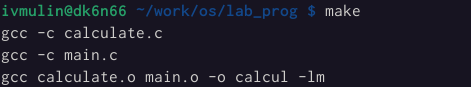 ivmulin@dk6n66 ~/work/os/lab_prog $ make
gcc -c calculate.c
gcc -c main.c
gcc calculate.o main.o -o calcul -lm